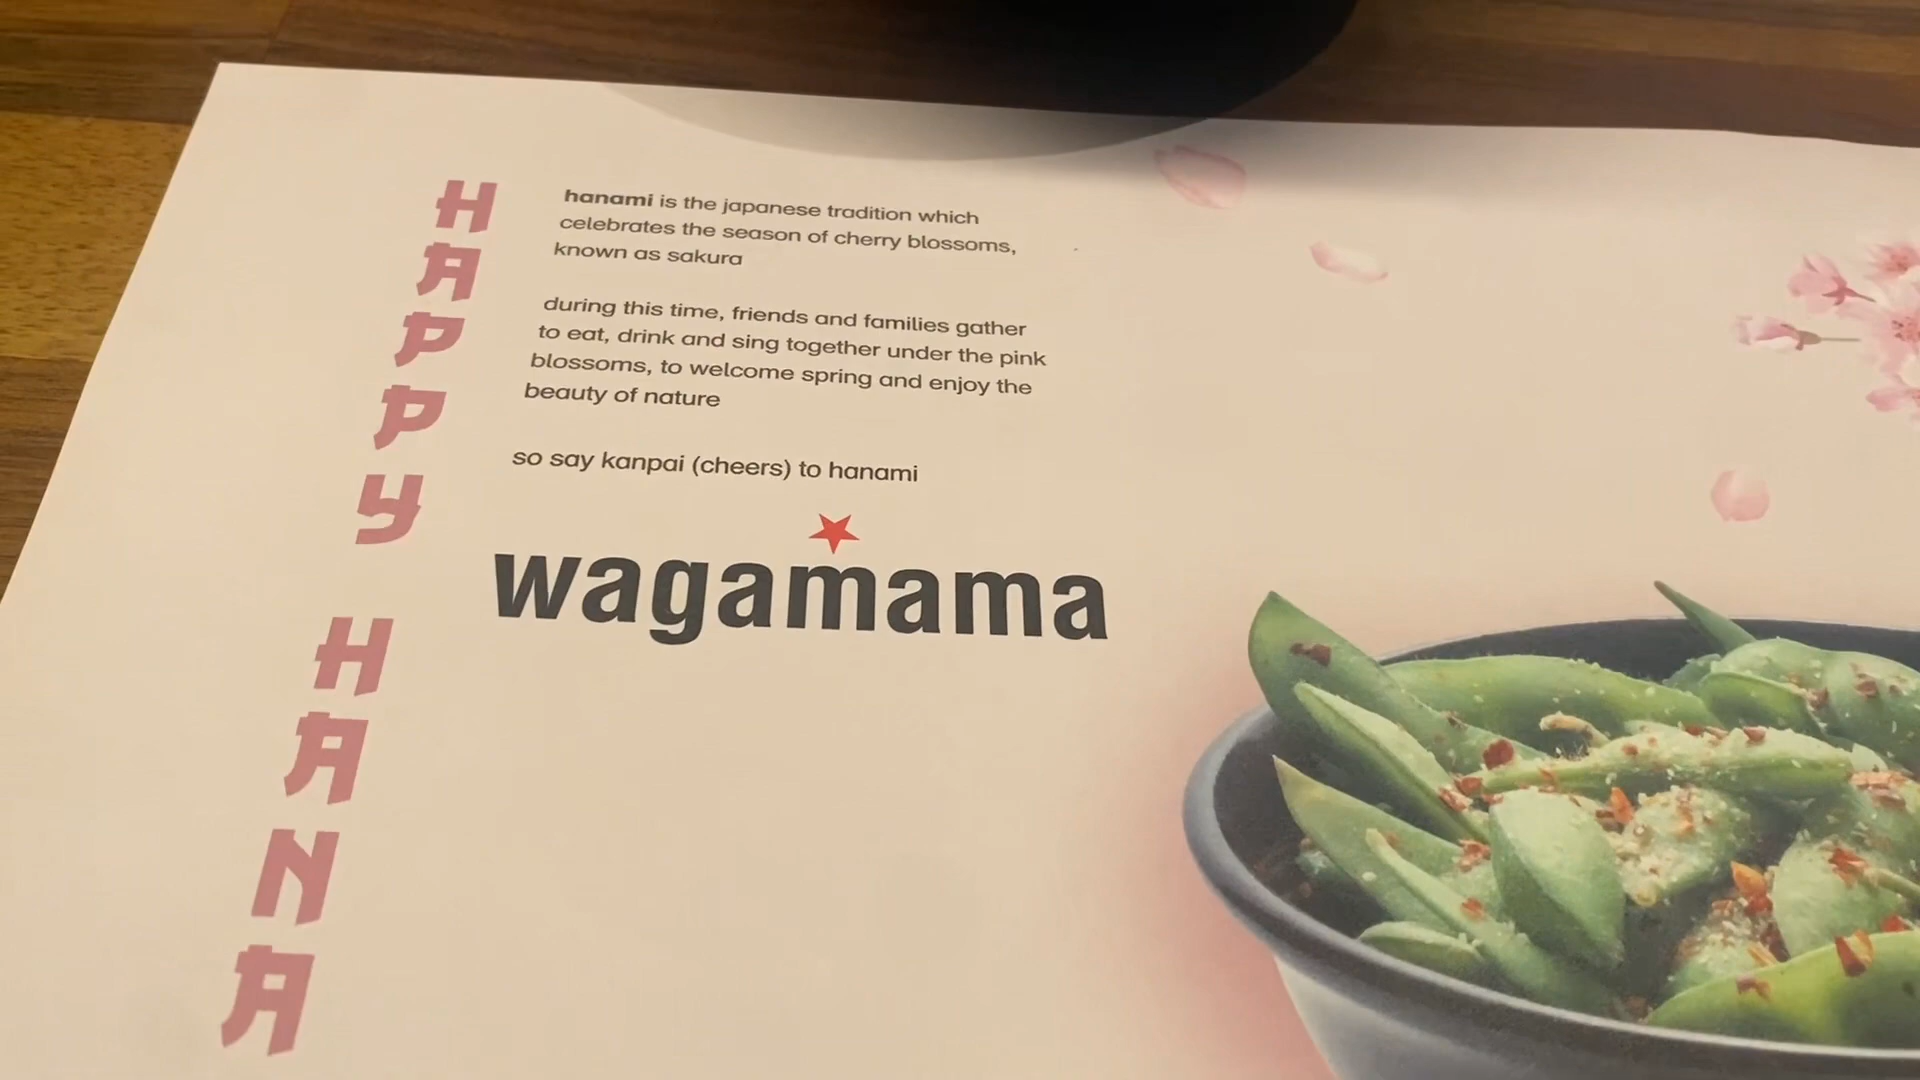 HAPPY HANA
hanami is the japanese tradition which
celebrates the season of cherry blossoms,
known as sakura
during this time, friends and families gather
to eat, drink and sing together under the pink
blossoms, to welcome spring and enjoy the
beauty of nature
so say kanpai (cheers) to hanami
wagamama